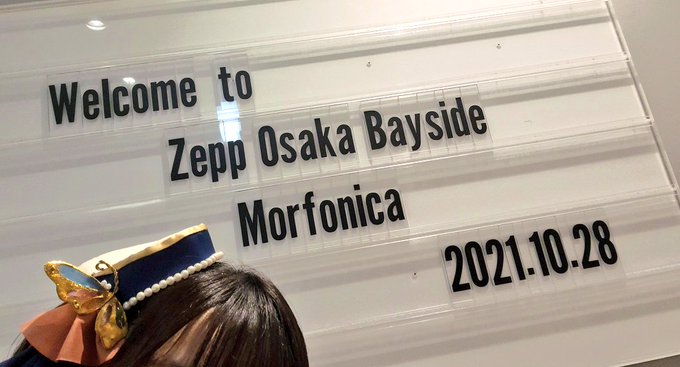 Welcome to
Zepp Osaka Bayside
Morfonica
2021.10.28